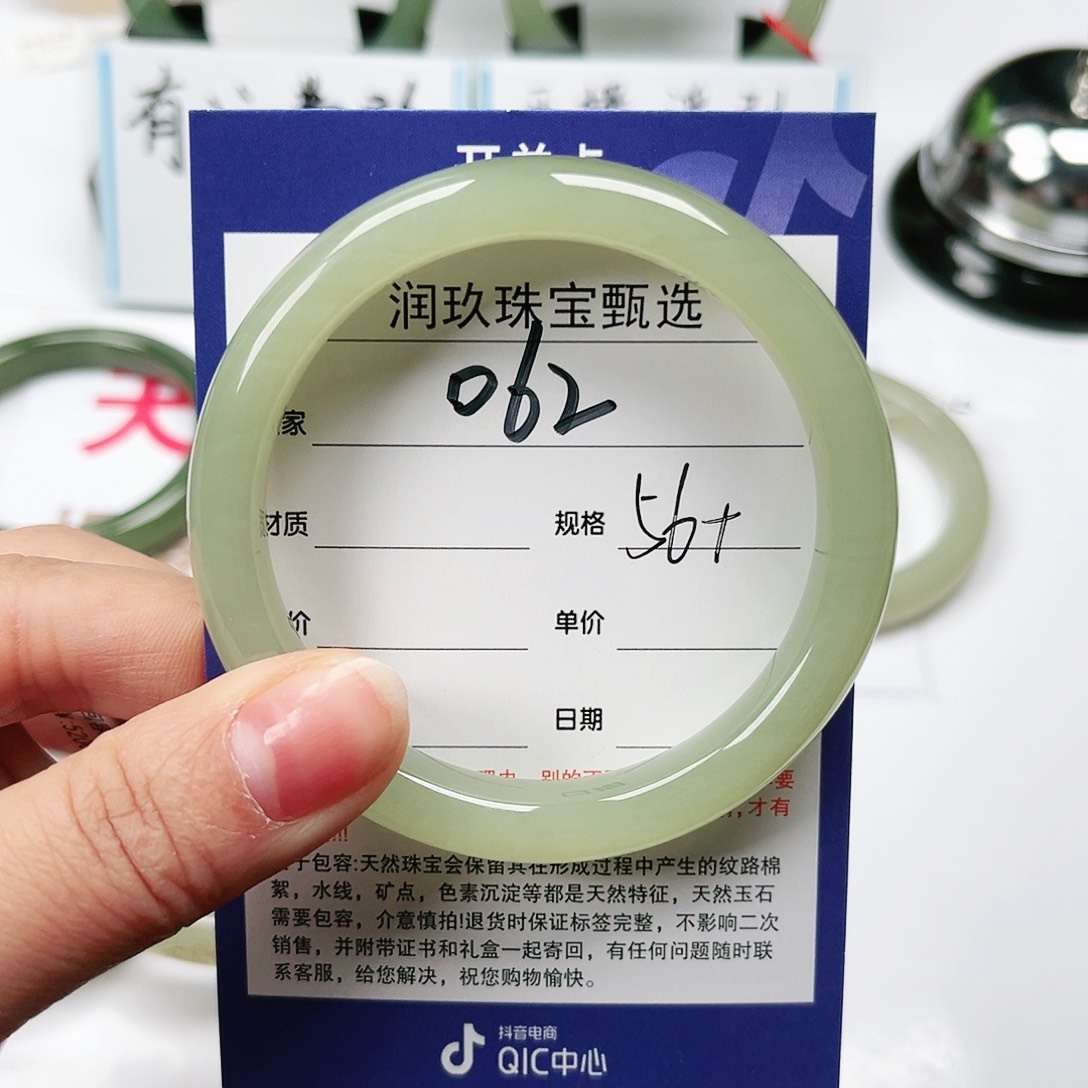 有
润玖珠宝甄选
062
家
材质
规格 56+
价
单价
日期
天
要
,才有
!!!
于包容:天然珠宝会保留其在形成过程中产生的纹路棉
絮，水线，矿点，色素沉淀等都是天然特征，天然玉石
需要包容，介意慎拍!退货时保证标签完整，不影响二次
销售，并附带证书和礼盒一起寄回，有任何问题随时联
系客服，给您解决，祝您购物愉快。
抖音电商
QIC中心